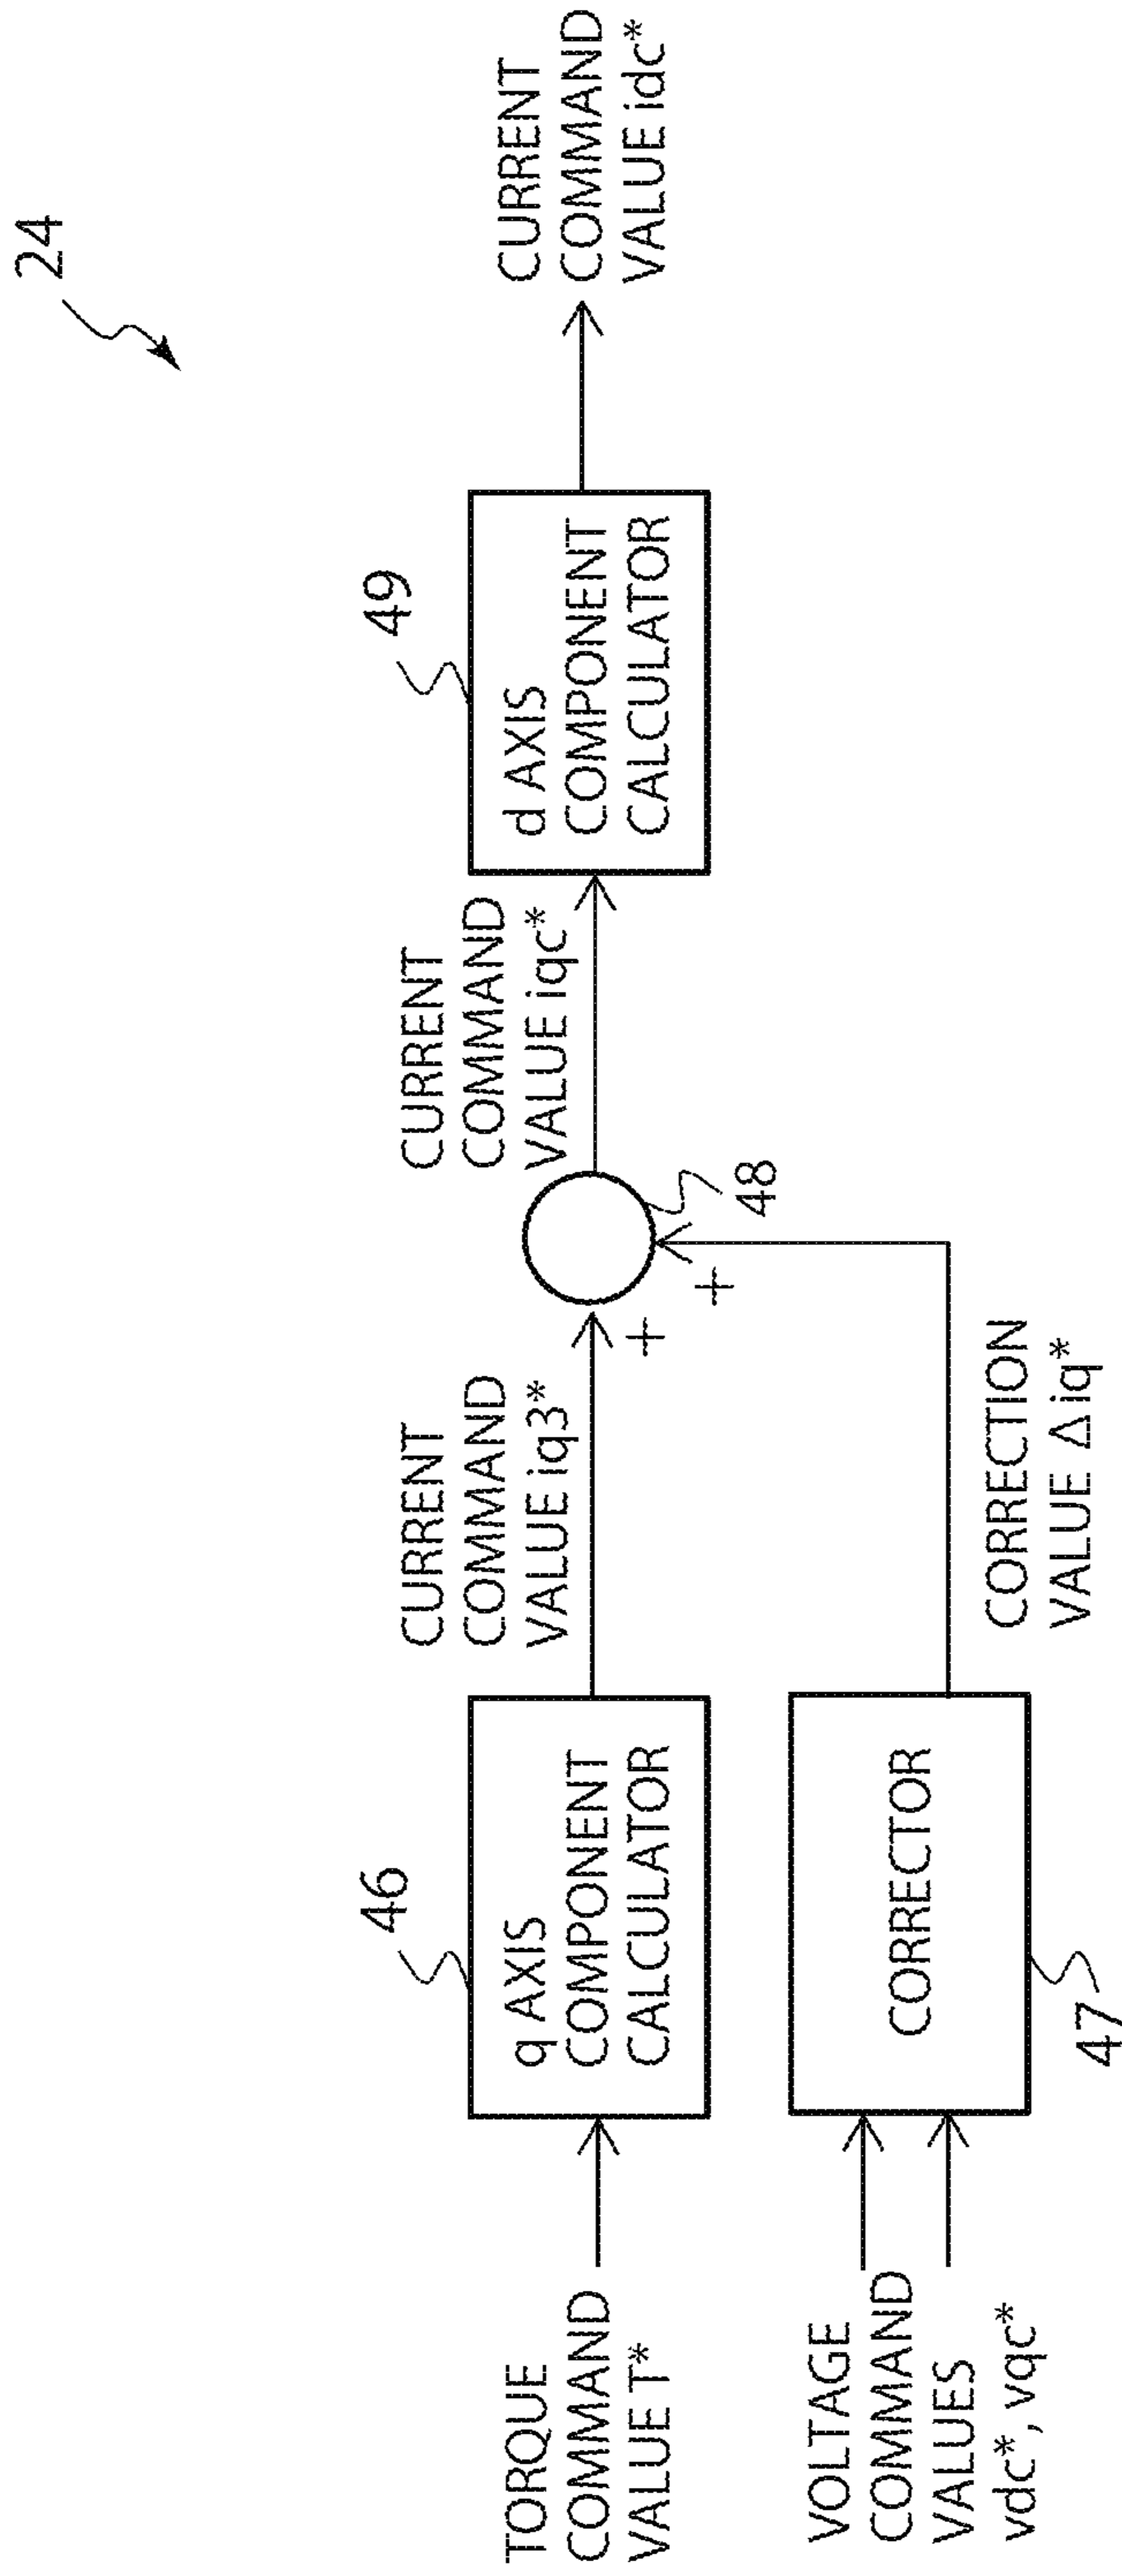 24
TORQUE
COMMAND
VALUE T*
46
q AXIS
COMPONENT
CALCULATOR
CURRENT
COMMAND
VALUE iq3*
+
+
48
CURRENT
COMMAND
VALUE iqc*
49
d AXIS
COMPONENT
CALCULATOR
CURRENT
COMMAND
VALUE idc*
VOLTAGE
COMMAND
VALUES
vdc*, vqc*
CORRECTOR
47
CORRECTION
VALUE Δiq*